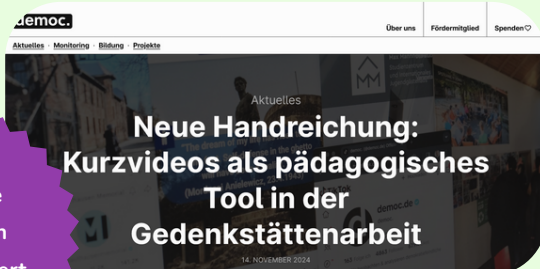 democ.
Über uns
Fördermitglied
Spenden♡
Aktuelles · Monitoring · Bildung · Projekte
Aktuelles
Neue Handreichung:
Kurzvideos als pädagogisches
Tool in der
Gedenkstättenarbeit
14. NOVEMBER 2024
democ.de